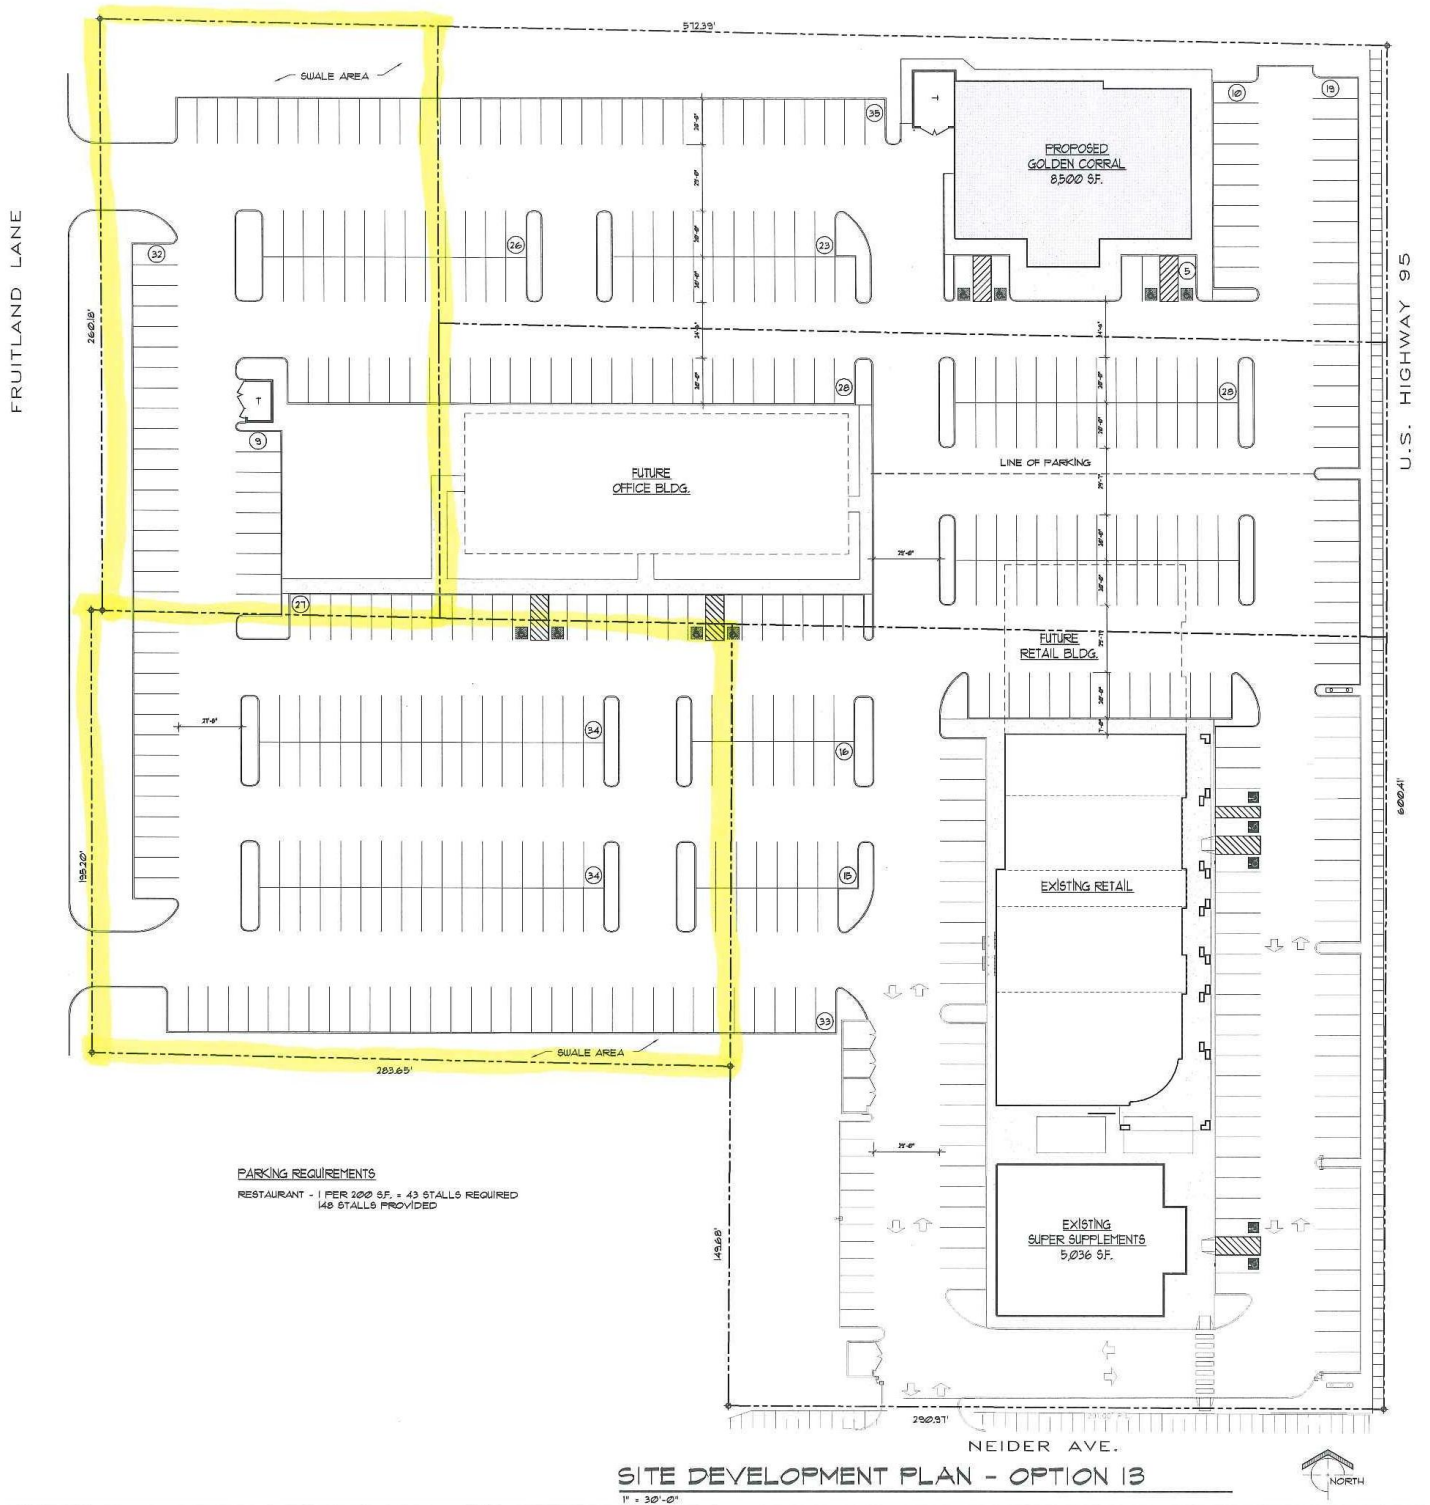 572.39'
SWALE AREA
35
T
10
19
PROPOSED
GOLDEN CORRAL
8,500 S.F.
FRUITLAND LANE
U.S. HIGHWAY 95
32
26
23
5
260.18'
28
28
T
9
LINE OF PARKING
FUTURE
OFFICE BLDG.
27
FUTURE
RETAIL BLDG.
34
16
600.41'
195.20'
34
15
EXISTING RETAIL
33
SWALE AREA
283.65'
PARKING REQUIREMENTS
RESTAURANT - 1 PER 200 S.F. = 43 STALLS REQUIRED
148 STALLS PROVIDED
149.68'
EXISTING
SUPER SUPPLEMENTS
5,036 S.F.
290.97'
NEIDER AVE.
SITE DEVELOPMENT PLAN - OPTION 13
1" = 30'-0"
NORTH